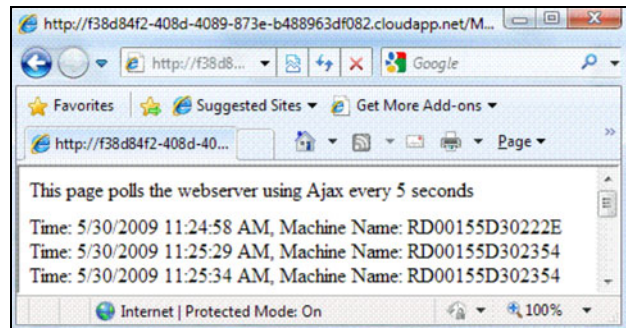 http://f38d84f2-408d-4089-873e-b488963df082.cloudapp.net/M...
http://f38d8... Google
Favorites Suggested Sites Get More Add-ons
http://f38d84f2-408d-40... Page »
This page polls the webserver using Ajax every 5 seconds
Time: 5/30/2009 11:24:58 AM, Machine Name: RD00155D30222E
Time: 5/30/2009 11:25:29 AM, Machine Name: RD00155D302354
Time: 5/30/2009 11:25:34 AM, Machine Name: RD00155D302354
Internet | Protected Mode: On 100%